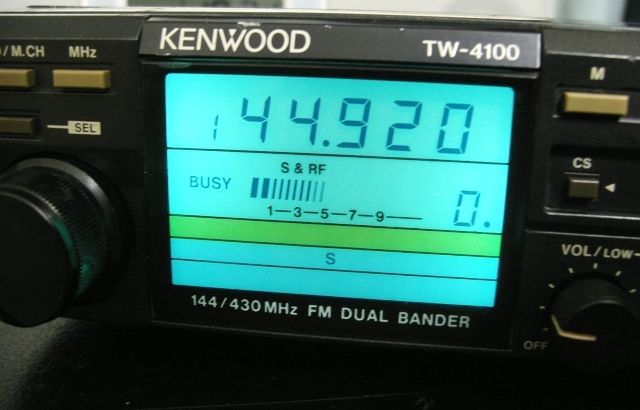 KENWOOD TW-4100
/M.CH MHz M
144.920
SEL
S & RF
BUSY
CS
1—3—5—7—9—
0.
S
VOL/LOW
144/430MHz FM DUAL BANDER
OFF